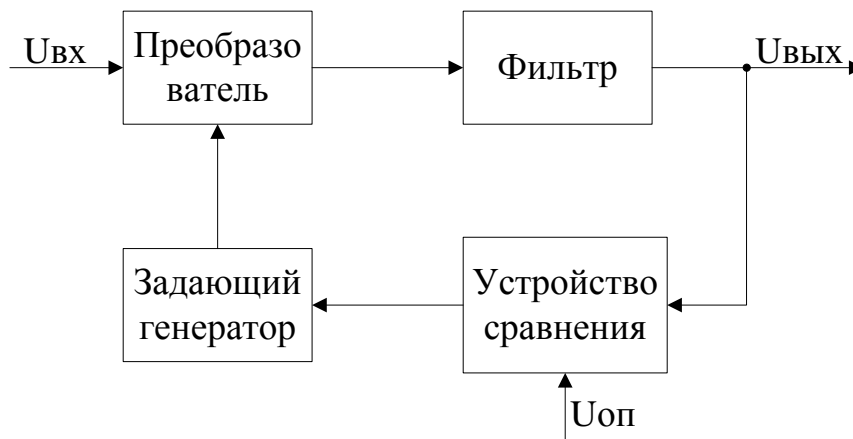 Uвх
Преобразо
ватель
Фильтр
Uвых
Задающий
генератор
Устройство
сравнения
Uоп